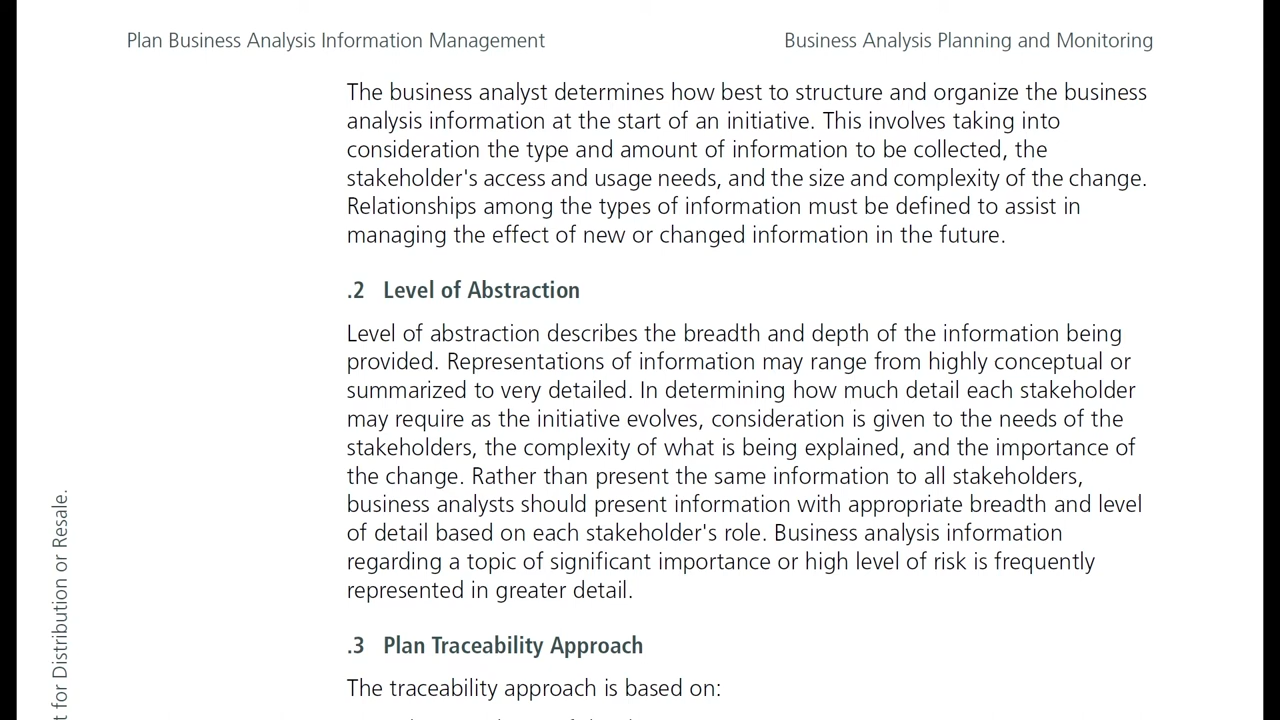 Plan Business Analysis Information Management
Business Analysis Planning and Monitoring
The business analyst determines how best to structure and organize the business
analysis information at the start of an initiative. This involves taking into
consideration the type and amount of information to be collected, the
stakeholder's access and usage needs, and the size and complexity of the change.
Relationships among the types of information must be defined to assist in
managing the effect of new or changed information in the future.
.2 Level of Abstraction
Level of abstraction describes the breadth and depth of the information being
provided. Representations of information may range from highly conceptual or
summarized to very detailed. In determining how much detail each stakeholder
may require as the initiative evolves, consideration is given to the needs of the
stakeholders, the complexity of what is being explained, and the importance of
the change. Rather than present the same information to all stakeholders,
business analysts should present information with appropriate breadth and level
of detail based on each stakeholder's role. Business analysis information
regarding a topic of significant importance or high level of risk is frequently
represented in greater detail.
.3 Plan Traceability Approach
The traceability approach is based on:
for Distribution or Resale.